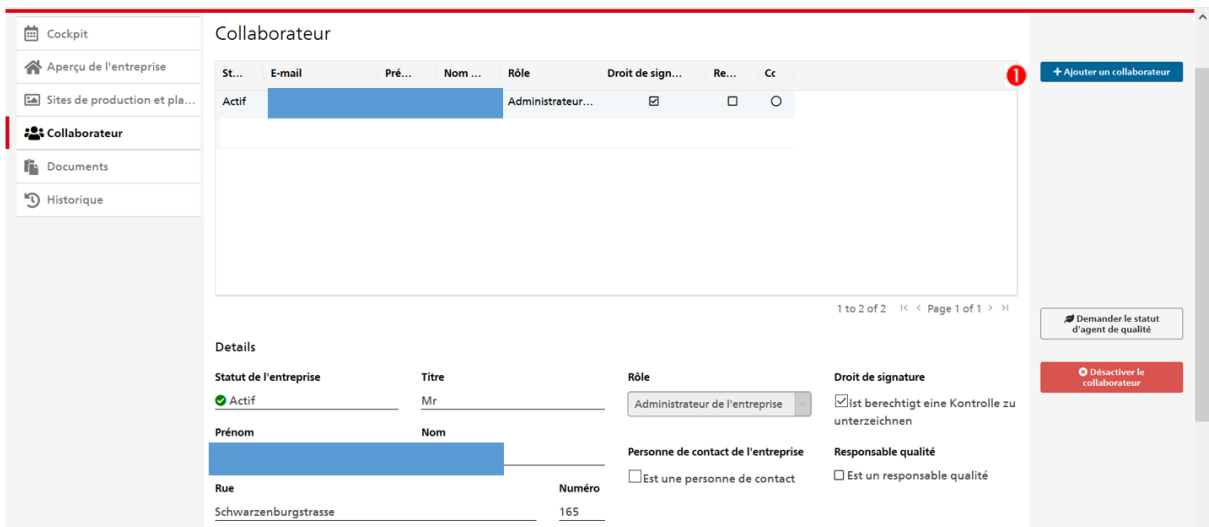 Cockpit
Aperçu de l'entreprise
Sites de production et pla...
Collaborateur
Documents
Historique
Collaborateur
St... E-mail Pré... Nom ... Rôle Droit de sign... Re... Cc
1
Actif Administrateur...
1 to 2 of 2 Page 1 of 1
+ Ajouter un collaborateur
Demander le statut
d'agent de qualité
Désactiver le
collaborateur
Details
Statut de l'entreprise Titre Rôle Droit de signature
Actif Mr Administrateur de l'entreprise Ist berechtigt eine Kontrolle zu
unterzeichnen
Prénom Nom
Personne de contact de l'entreprise Responsable qualité
Est une personne de contact Est un responsable qualité
Rue Numéro
Schwarzenburgstrasse 165